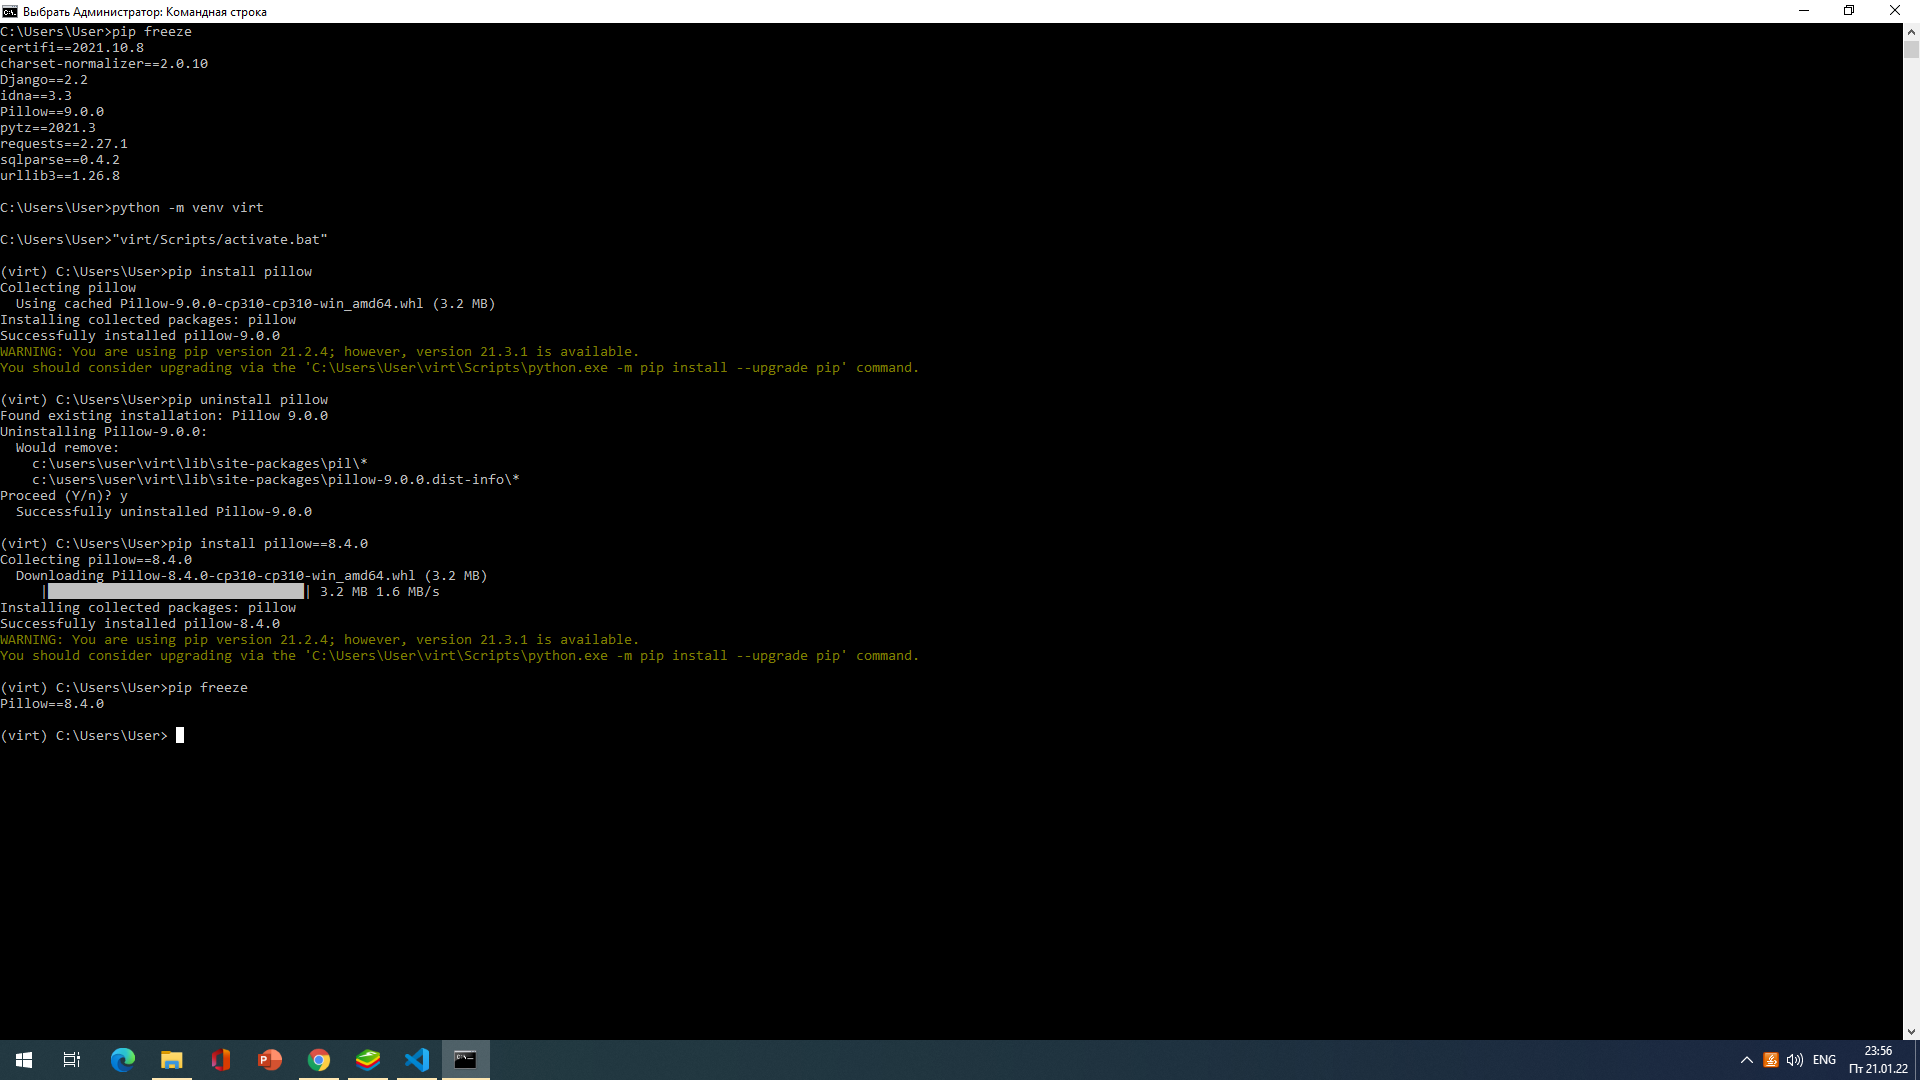 Выбрать Администратор: Командная строка
C:\Users\User>pip freeze
certifi==2021.10.8
charset-normalizer==2.0.10
Django==2.2
idna==3.3
Pillow==9.0.0
pytz==2021.3
requests==2.27.1
sqlparse==0.4.2
urllib3==1.26.8
C:\Users\User>python -m venv virt
C:\Users\User>"virt/Scripts/activate.bat"
(virt) C:\Users\User>pip install pillow
Collecting pillow
Using cached Pillow-9.0.0-cp310-cp310-win_amd64.whl (3.2 MB)
Installing collected packages: pillow
Successfully installed pillow-9.0.0
WARNING: You are using pip version 21.2.4; however, version 21.3.1 is available.
You should consider upgrading via the 'C:\Users\User\virt\Scripts\python.exe -m pip install --upgrade pip' command.
(virt) C:\Users\User>pip uninstall pillow
Found existing installation: Pillow 9.0.0
Uninstalling Pillow-9.0.0:
Would remove:
c:\users\user\virt\lib\site-packages\pil\*
c:\users\user\virt\lib\site-packages\pillow-9.0.0.dist-info\*
Proceed (Y/n)? y
Successfully uninstalled Pillow-9.0.0
(virt) C:\Users\User>pip install pillow==8.4.0
Collecting pillow==8.4.0
Downloading Pillow-8.4.0-cp310-cp310-win_amd64.whl (3.2 MB)
|████████████████████████████████| 3.2 MB 1.6 MB/s
Installing collected packages: pillow
Successfully installed pillow-8.4.0
WARNING: You are using pip version 21.2.4; however, version 21.3.1 is available.
You should consider upgrading via the 'C:\Users\User\virt\Scripts\python.exe -m pip install --upgrade pip' command.
(virt) C:\Users\User>pip freeze
Pillow==8.4.0
(virt) C:\Users\User>
ENG
23:56
Пт 21.01.22